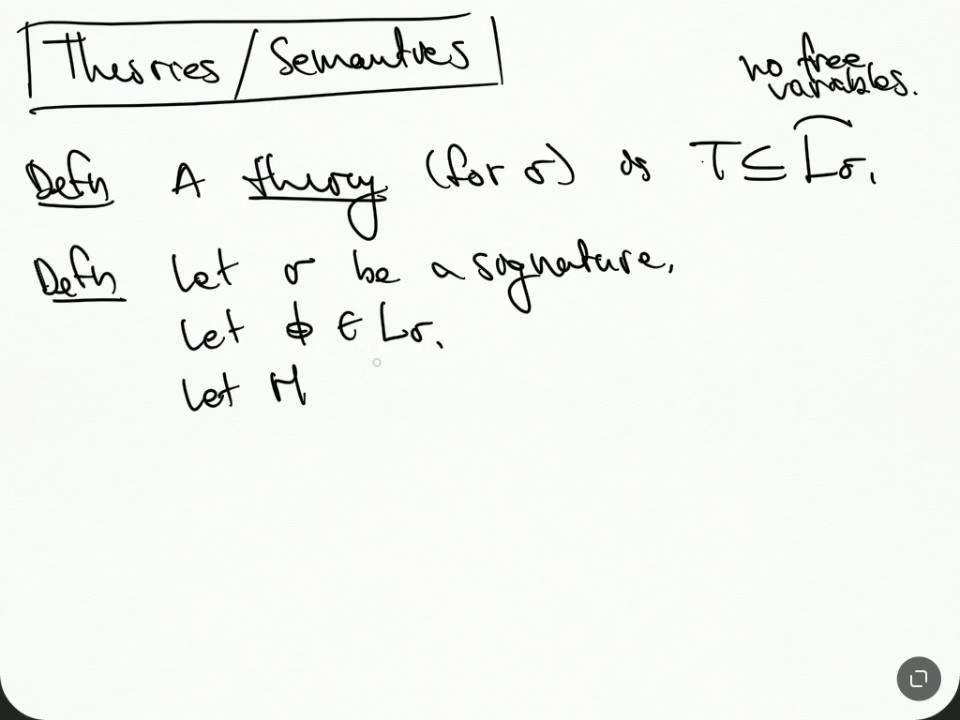 Theories / Semantics
no free
variables.
Defn A theory (for σ) is T ⊆ Lσ.
Defn Let σ be a signature.
Let φ ∈ Lσ.
Let M